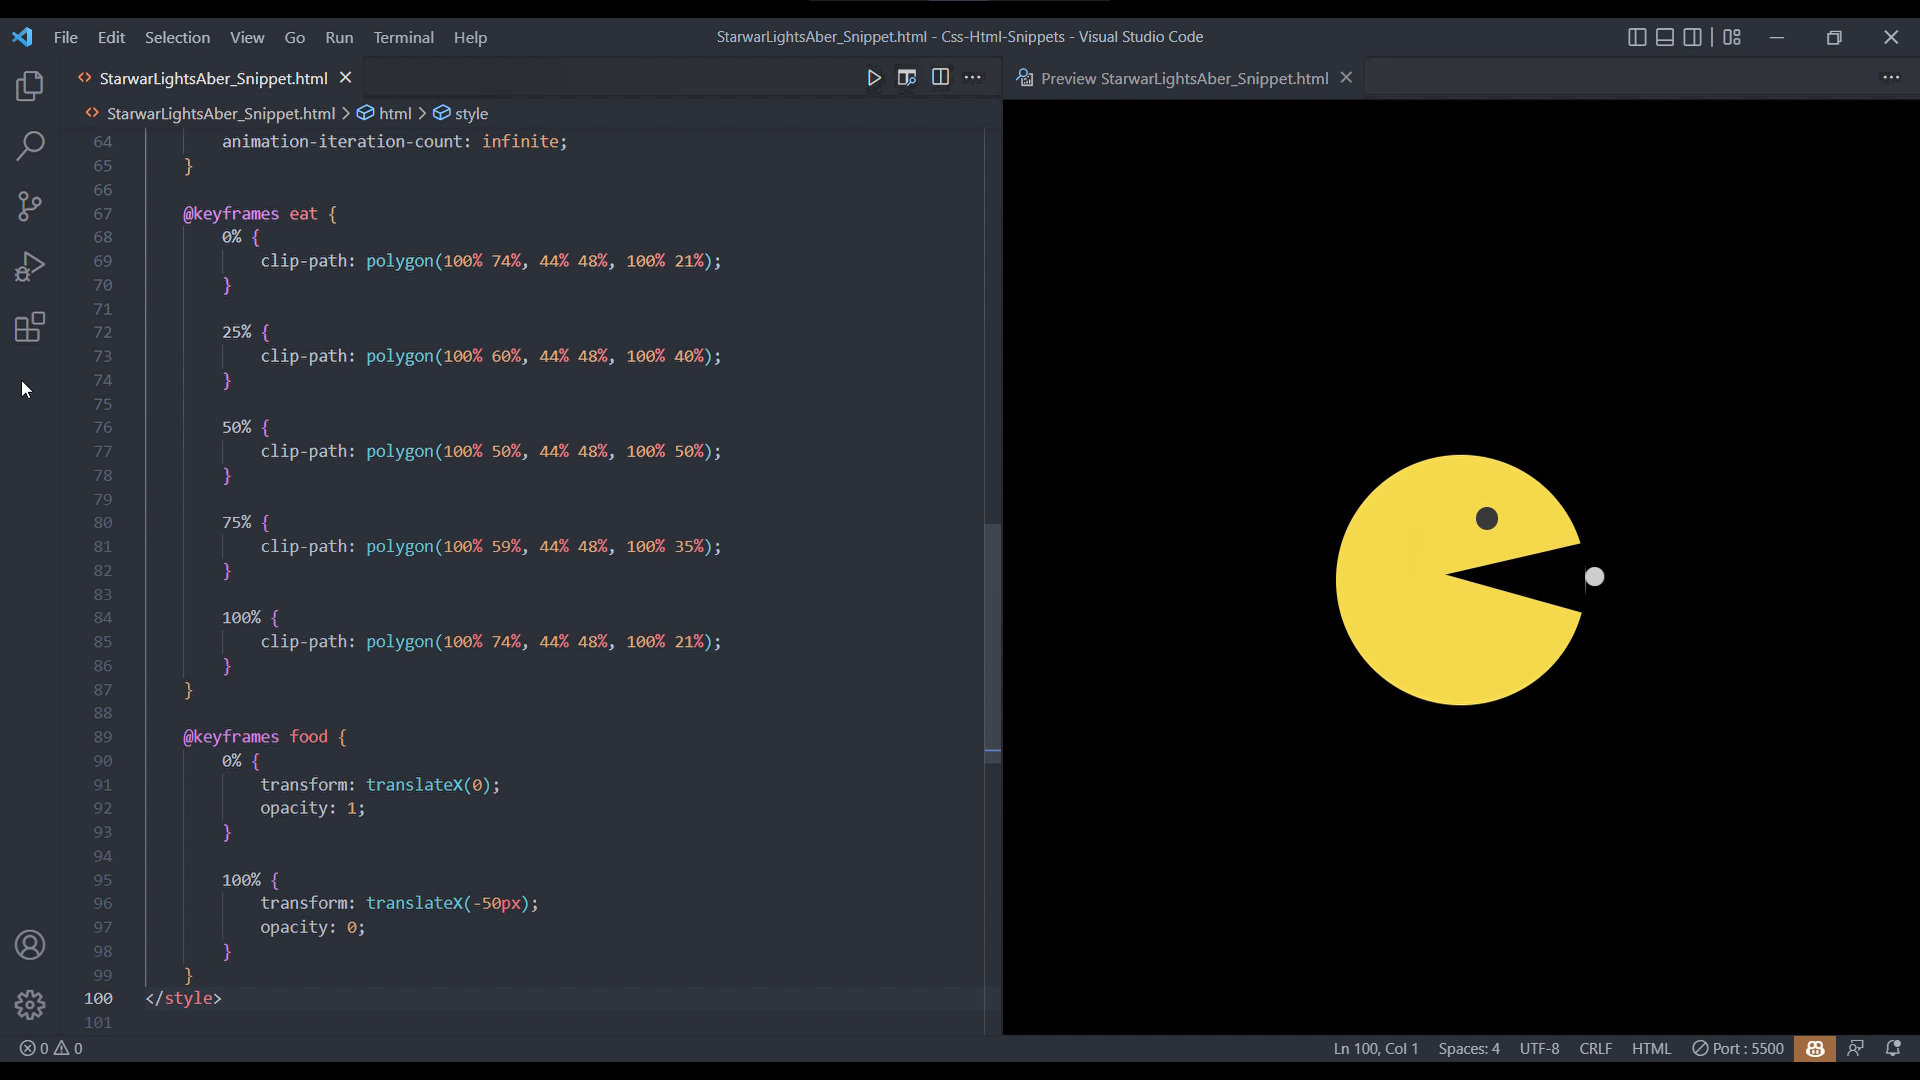 File Edit Selection View Go Run Terminal Help
StarwarLightsAber_Snippet.html - Css-Html-Snippets - Visual Studio Code
StarwarLightsAber_Snippet.html
Preview StarwarLightsAber_Snippet.html
StarwarLightsAber_Snippet.html > html > style
64 animation-iteration-count: infinite;
65 }
66
67 @keyframes eat {
68 0% {
69 clip-path: polygon(100% 74%, 44% 48%, 100% 21%);
70 }
71
72 25% {
73 clip-path: polygon(100% 60%, 44% 48%, 100% 40%);
74 }
75
76 50% {
77 clip-path: polygon(100% 50%, 44% 48%, 100% 50%);
78 }
79
80 75% {
81 clip-path: polygon(100% 59%, 44% 48%, 100% 35%);
82 }
83
84 100% {
85 clip-path: polygon(100% 74%, 44% 48%, 100% 21%);
86 }
87 }
88
89 @keyframes food {
90 0% {
91 transform: translateX(0);
92 opacity: 1;
93 }
94
95 100% {
96 transform: translateX(-50px);
97 opacity: 0;
98 }
99 }
100 </style>
101
0 0
Ln 100, Col 1 Spaces: 4 UTF-8 CRLF HTML Port : 5500